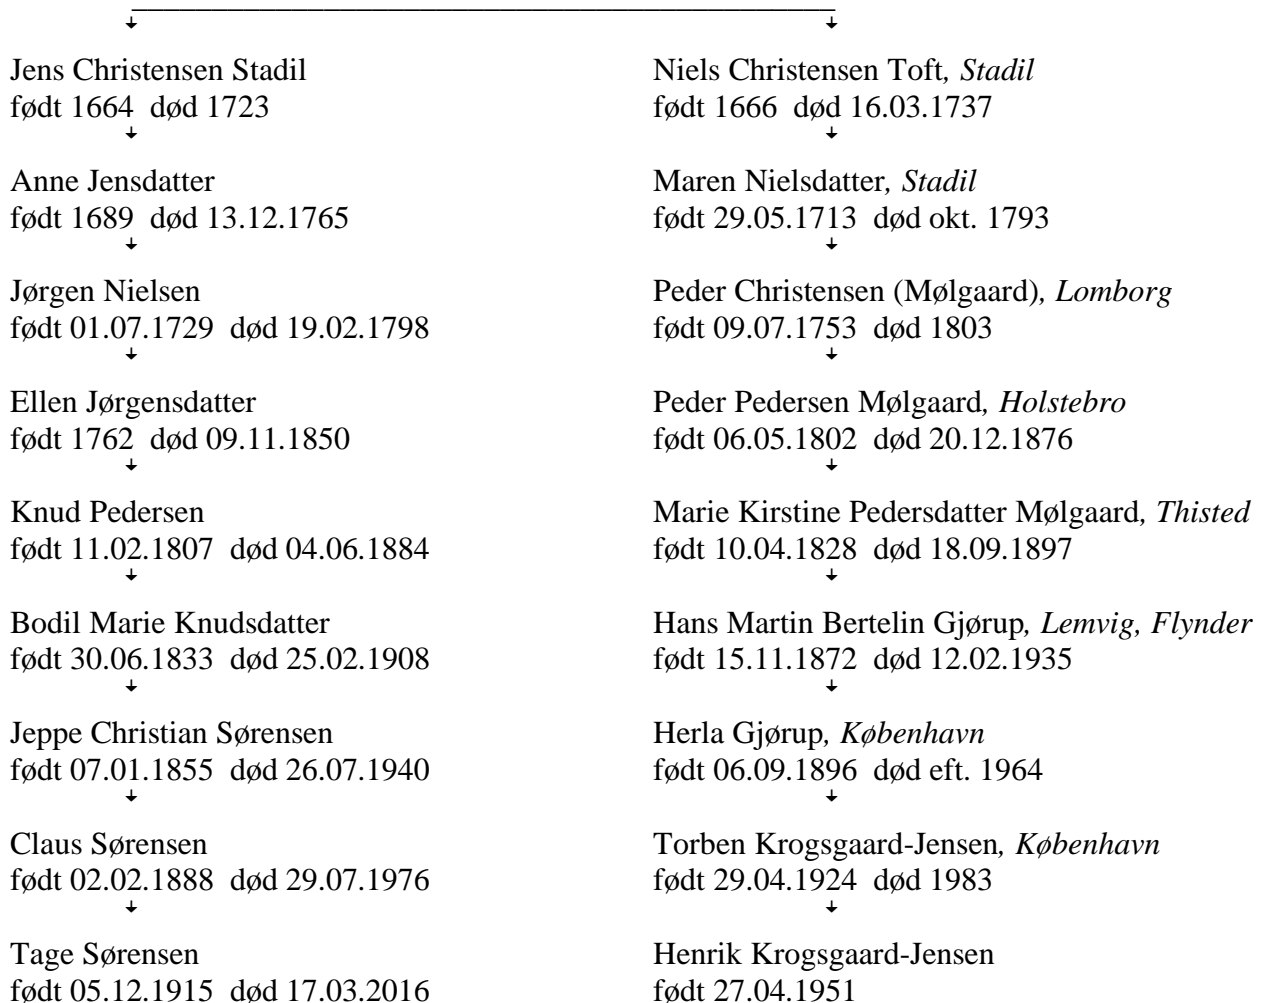 Jens Christensen Stadil
født 1664 død 1723
Anne Jensdatter
født 1689 død 13.12.1765
Jørgen Nielsen
født 01.07.1729 død 19.02.1798
Ellen Jørgensdatter
født 1762 død 09.11.1850
Knud Pedersen
født 11.02.1807 død 04.06.1884
Bodil Marie Knudsdatter
født 30.06.1833 død 25.02.1908
Jeppe Christian Sørensen
født 07.01.1855 død 26.07.1940
Claus Sørensen
født 02.02.1888 død 29.07.1976
Tage Sørensen
født 05.12.1915 død 17.03.2016
Niels Christensen Toft, Stadil
født 1666 død 16.03.1737
Maren Nielsdatter, Stadil
født 29.05.1713 død okt. 1793
Peder Christensen (Mølgaard), Lomborg
født 09.07.1753 død 1803
Peder Pedersen Mølgaard, Holstebro
født 06.05.1802 død 20.12.1876
Marie Kirstine Pedersdatter Mølgaard, Thisted
født 10.04.1828 død 18.09.1897
Hans Martin Bertelin Gjørup, Lemvig, Flynder
født 15.11.1872 død 12.02.1935
Herla Gjørup, København
født 06.09.1896 død eft. 1964
Torben Krogsgaard-Jensen, København
født 29.04.1924 død 1983
Henrik Krogsgaard-Jensen
født 27.04.1951